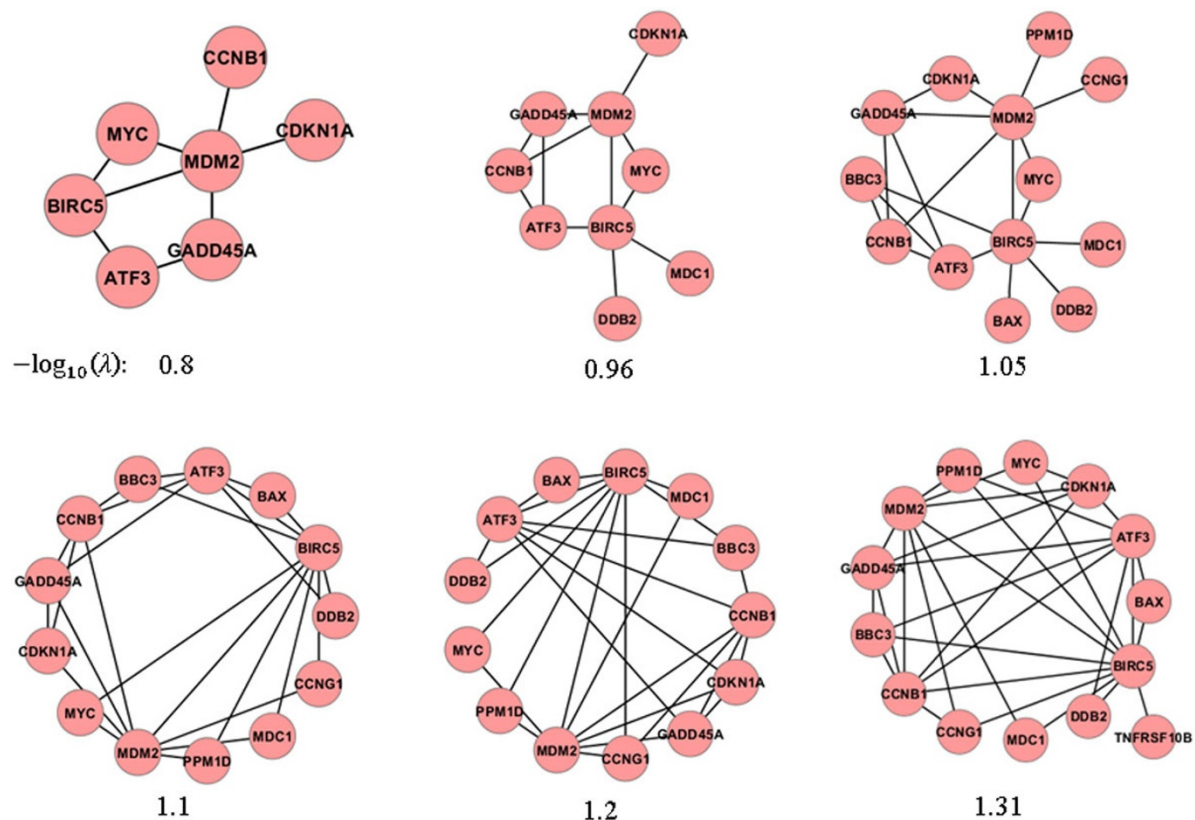 CCNB1
MYC
CDKN1A
MDM2
BIRC5
GADD45A
ATF3
−log₁₀(λ): 0.8
CDKN1A
GADD45A
MDM2
CCNB1
MYC
ATF3
BIRC5
MDC1
DDB2
0.96
PPM1D
CDKN1A
CCNG1
GADD45A
MDM2
BBC3
MYC
CCNB1
BIRC5
MDC1
ATF3
BAX
DDB2
1.05
ATF3
BBC3
BAX
CCNB1
BIRC5
GADD45A
DDB2
CDKN1A
CCNG1
MYC
MDC1
MDM2
PPM1D
1.1
BIRC5
BAX
MDC1
ATF3
BBC3
DDB2
CCNB1
MYC
CDKN1A
PPM1D
GADD45A
MDM2
CCNG1
1.2
MYC
PPM1D
CDKN1A
MDM2
ATF3
GADD45A
BAX
BBC3
BIRC5
CCNB1
DDB2
CCNG1
MDC1
TNFRSF10B
1.31